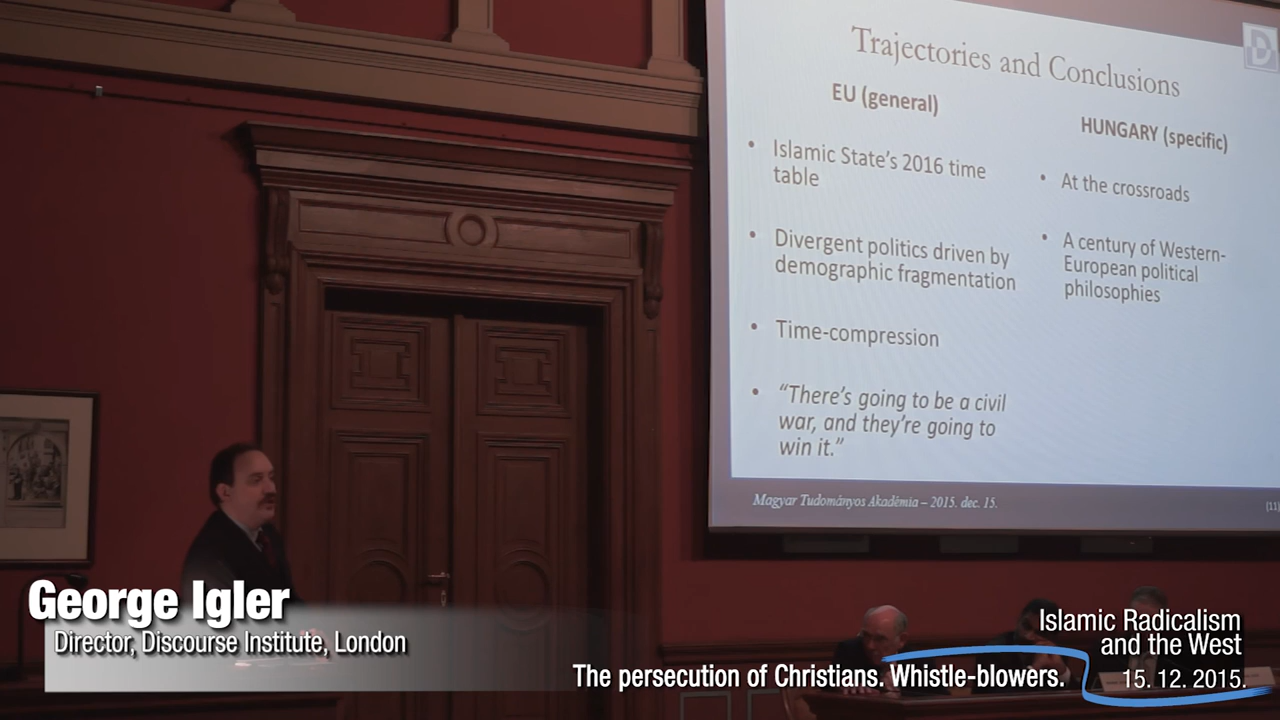 Trajectories and Conclusions
EU (general)
• Islamic State's 2016 time
table
• Divergent politics driven by
demographic fragmentation
• Time-compression
• “There's going to be a civil
war, and they're going to
win it.”
HUNGARY (specific)
• At the crossroads
• A century of Western-
European political
philosophies
Magyar Tudományos Akadémia – 2015. dec. 15.
[11]
George Igler
Director, Discourse Institute, London
Islamic Radicalism
and the West
The persecution of Christians. Whistle-blowers.
15. 12. 2015.